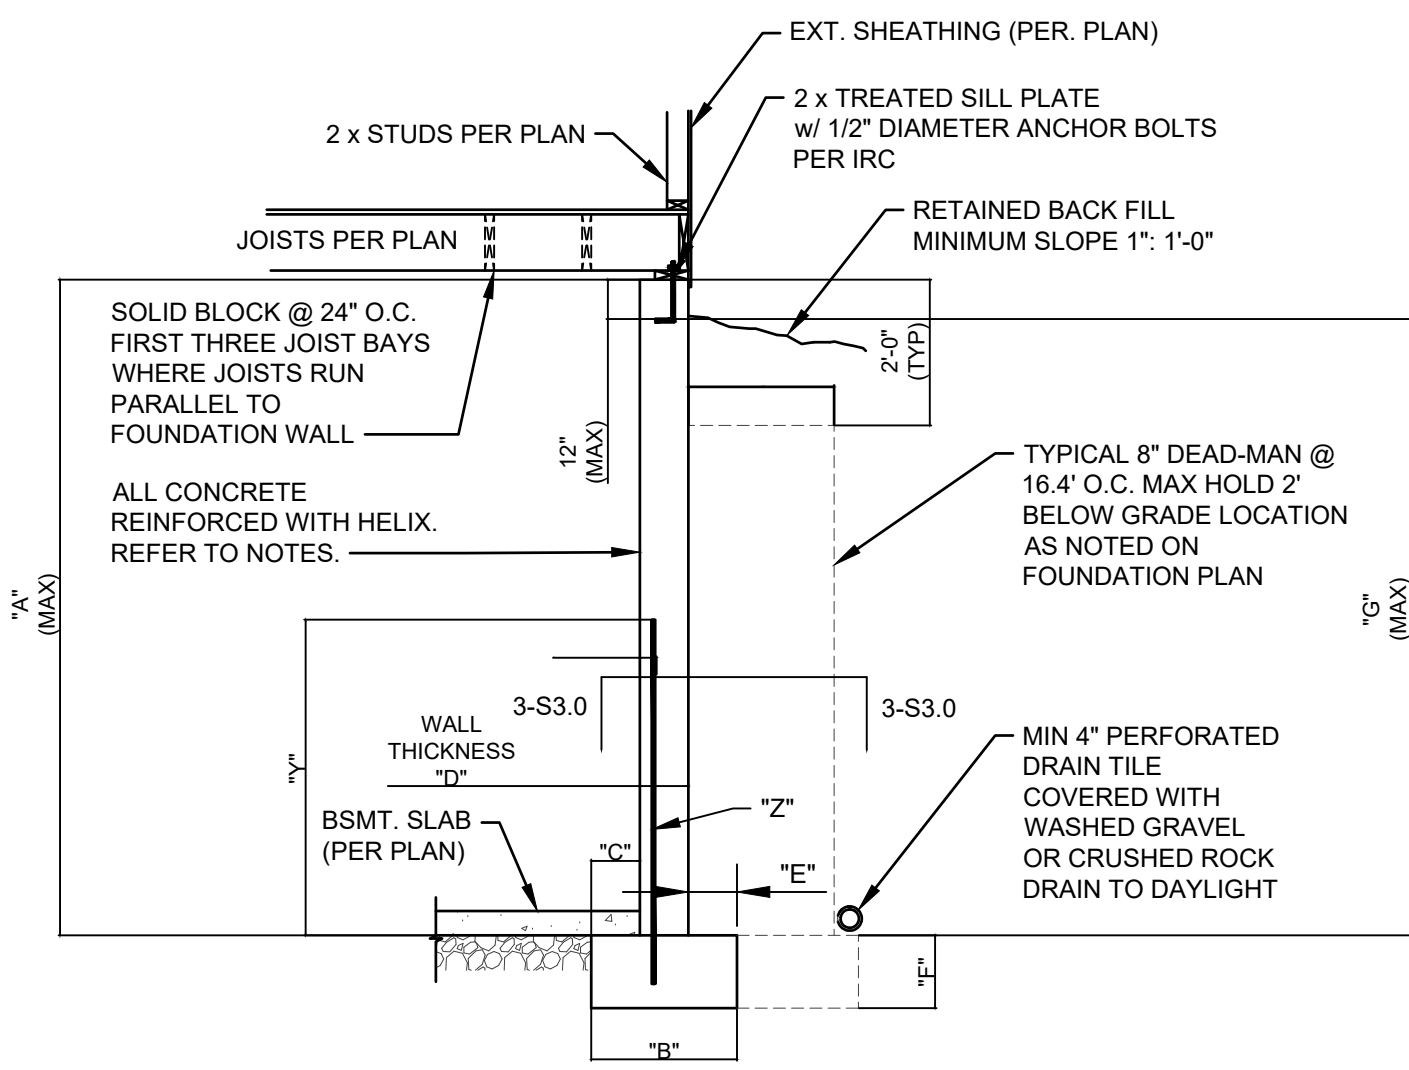 EXT. SHEATHING (PER. PLAN)
2 x TREATED SILL PLATE
w/ 1/2" DIAMETER ANCHOR BOLTS
PER IRC
2 x STUDS PER PLAN
RETAINED BACK FILL
MINIMUM SLOPE 1": 1'-0"
JOISTS PER PLAN
SOLID BLOCK @ 24" O.C.
FIRST THREE JOIST BAYS
WHERE JOISTS RUN
PARALLEL TO
FOUNDATION WALL
2'-0"
(TYP)
12"
(MAX)
TYPICAL 8" DEAD-MAN @
16.4' O.C. MAX HOLD 2'
BELOW GRADE LOCATION
AS NOTED ON
FOUNDATION PLAN
ALL CONCRETE
REINFORCED WITH HELIX.
REFER TO NOTES.
"A"
(MAX)
"G"
(MAX)
3-S3.0
3-S3.0
WALL
THICKNESS
"D"
"Y"
MIN 4" PERFORATED
DRAIN TILE
COVERED WITH
WASHED GRAVEL
OR CRUSHED ROCK
DRAIN TO DAYLIGHT
"Z"
BSMT. SLAB
(PER PLAN)
"C"
"E"
"F"
"B"